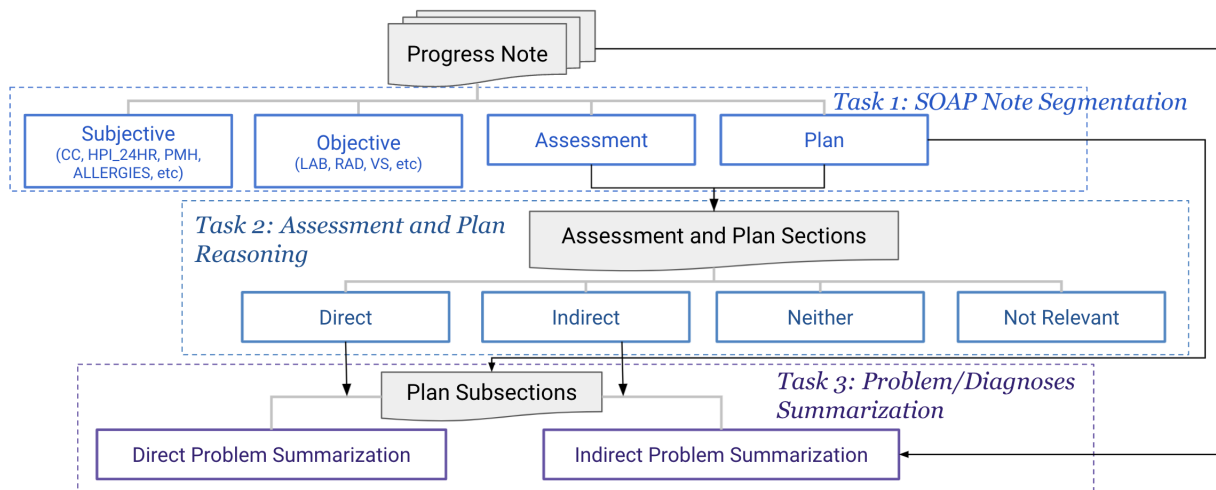 Progress Note
Task 1: SOAP Note Segmentation
Subjective
(CC, HPI_24HR, PMH,
ALLERGIES, etc)
Objective
(LAB, RAD, VS, etc)
Assessment
Plan
Task 2: Assessment and Plan
Reasoning
Assessment and Plan Sections
Direct
Indirect
Neither
Not Relevant
Task 3: Problem/Diagnoses
Summarization
Plan Subsections
Direct Problem Summarization
Indirect Problem Summarization